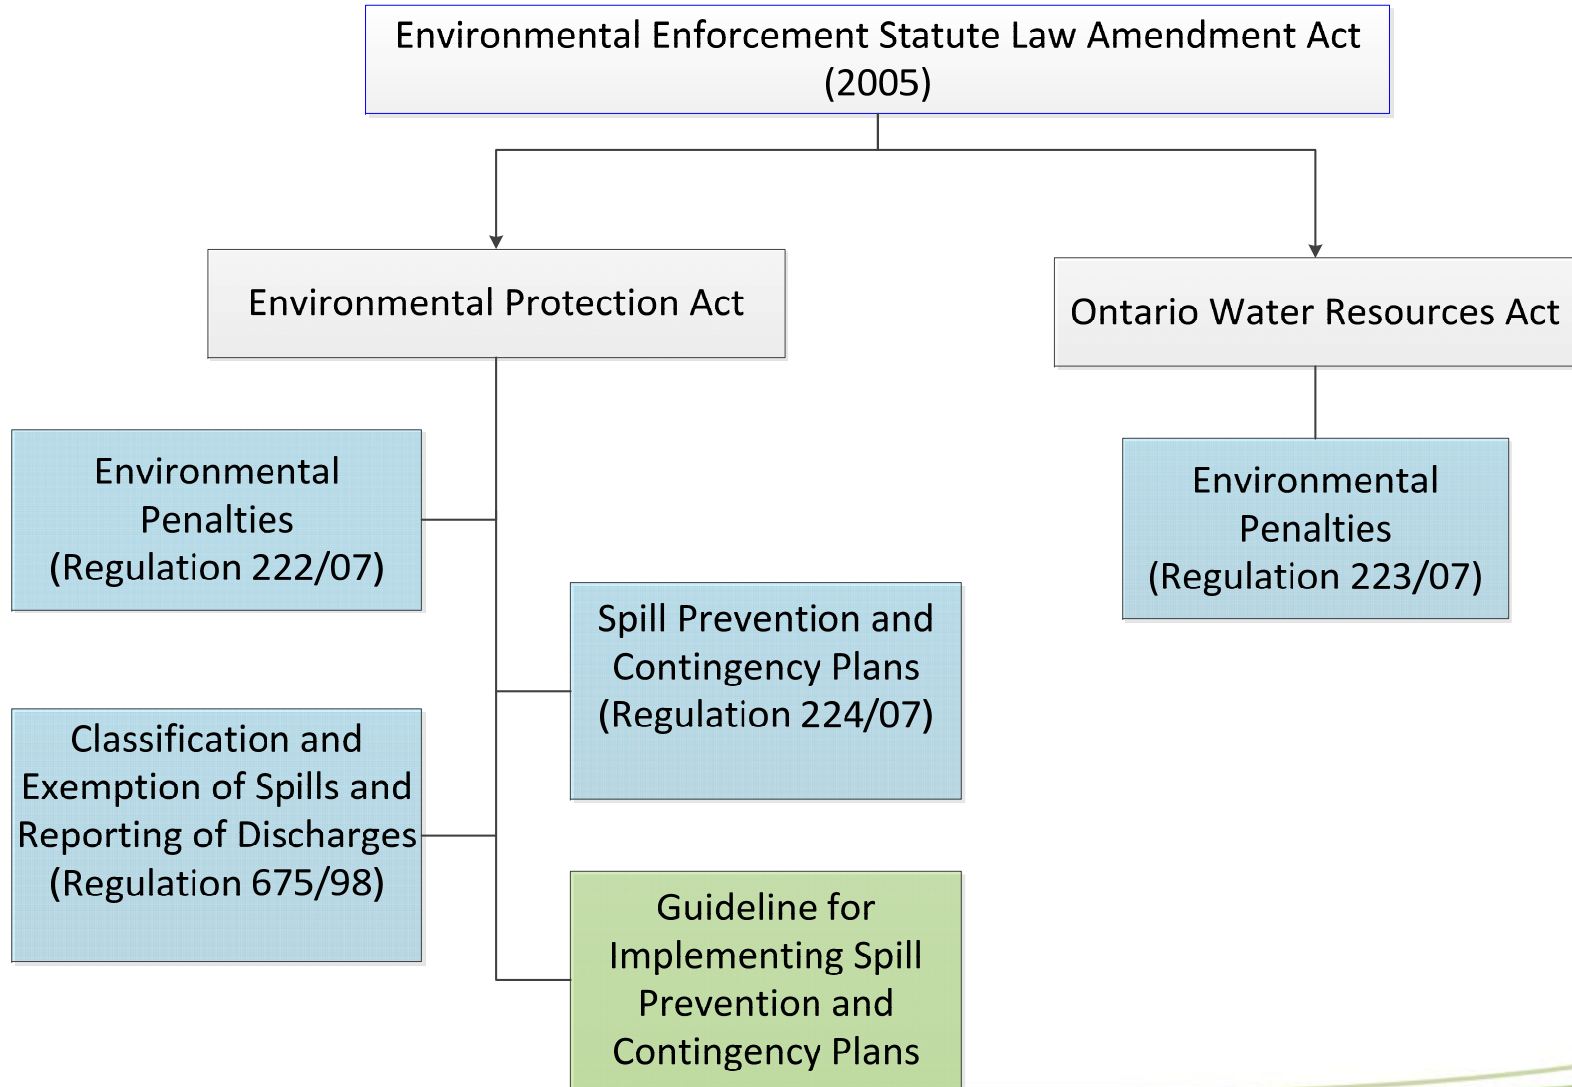 Environmental Enforcement Statute Law Amendment Act
(2005)
Environmental Protection Act
Ontario Water Resources Act
Environmental
Penalties
(Regulation 222/07)
Environmental
Penalties
(Regulation 223/07)
Spill Prevention and
Contingency Plans
(Regulation 224/07)
Classification and
Exemption of Spills and
Reporting of Discharges
(Regulation 675/98)
Guideline for
Implementing Spill
Prevention and
Contingency Plans